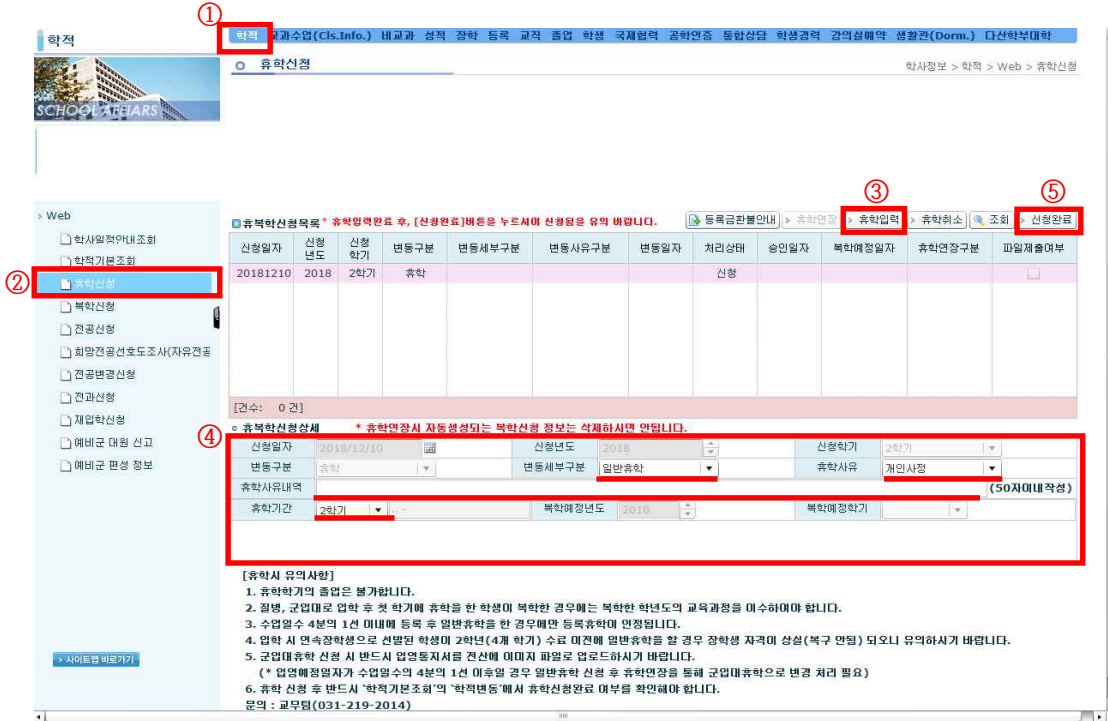 ①
학적
학적 교과수업(Cls.Info.) 비교과 성적 장학 등록 교직 졸업 학생 국제협력 공학인증 통합상담 학생경력 강의실예약 생활관(Dorm.) 다산학부대학
휴학신청
학사정보 > 학적 > Web > 휴학신청
SCHOOL AFFIARS
③
⑤
> Web
휴복학신청목록 * 휴학입력완료 후, [신청완료]버튼을 누르셔야 신청됨을 유의 바랍니다.
등록금환불안내 > 휴학연장 > 휴학입력 > 휴학취소 조회 > 신청완료
신청일자 신청년도 신청학기 변동구분 변동세부구분 변동사유구분 변동일자 처리상태 승인일자 복학예정일자 휴학연장구분 파일제출여부
20181210 2018 2학기 휴학 신청
학사일정안내조회
학적기본조회
②
휴학신청
복학신청
전공신청
희망전공선호도조사(자유전공
전공변경신청
전과신청
재입학신청
예비군 대원 신고
예비군 편성 정보
[건수: 0 건]
휴복학신청상세 * 휴학연장시 자동생성되는 복학신청 정보는 삭제하시면 안됩니다.
④
신청일자 2018/12/10 신청년도 2018 신청학기 2학기
변동구분 휴학 변동세부구분 일반휴학 휴학사유 개인사정
휴학사유내역 (50자이내작성)
휴학기간 2학기 .. - 복학예정년도 2010 복학예정학기
[휴학시 유의사항]
1. 휴학학기의 졸업은 불가합니다.
2. 질병, 군입대로 입학 후 첫 학기에 휴학을 한 학생이 복학한 경우에는 복학한 학년도의 교육과정을 이수하여야 합니다.
3. 수업일수 4분의 1선 이내에 등록 후 일반휴학을 한 경우에만 등록휴학이 인정됩니다.
4. 입학 시 연속장학생으로 선발된 학생이 2학년(4개 학기) 수료 이전에 일반휴학을 할 경우 장학생 자격이 상실(복구 안됨) 되오니 유의하시기 바랍니다.
5. 군입대휴학 신청 시 반드시 입영통지서를 전산에 이미지 파일로 업로드하시기 바랍니다.
(* 입영예정일자가 수업일수의 4분의 1선 이후일 경우 일반휴학 신청 후 휴학연장을 통해 군입대휴학으로 변경 처리 필요)
6. 휴학 신청 후 반드시 '학적기본조회'의 '학적변동'에서 휴학신청완료 여부를 확인해야 합니다.
문의 : 교무팀(031-219-2014)
> 사이트맵 바로가기